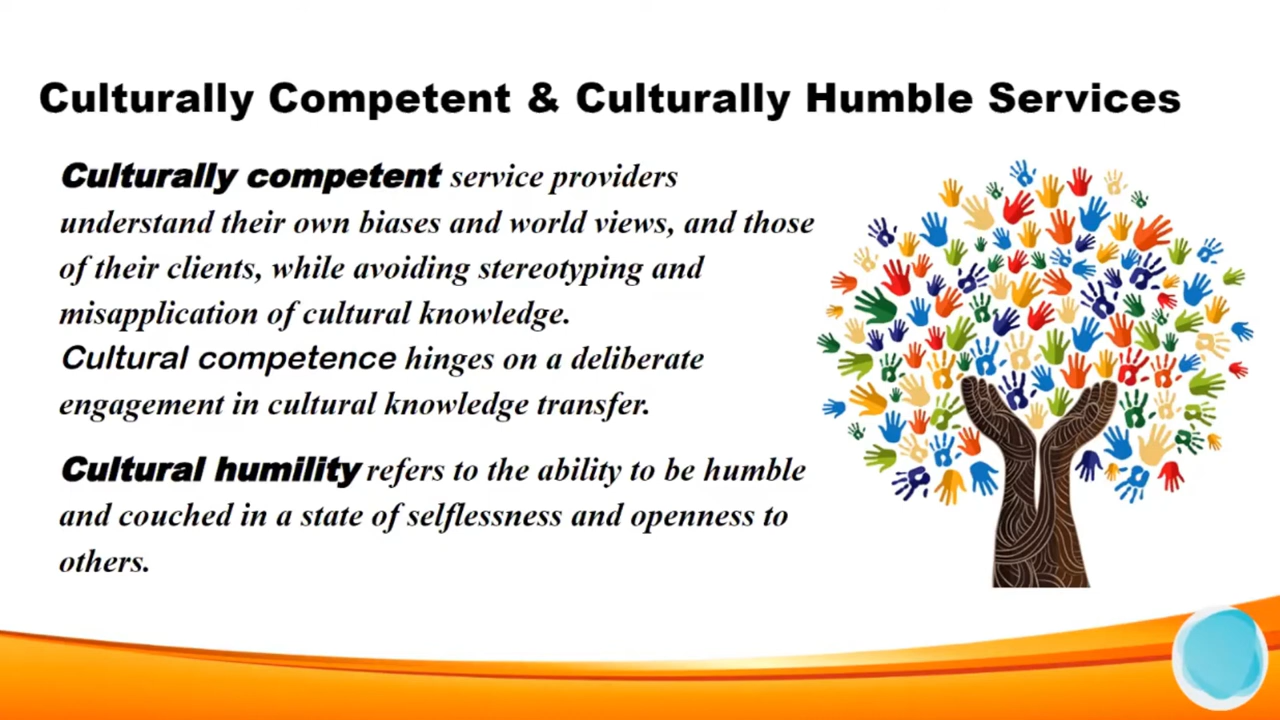 Culturally Competent & Culturally Humble Services
Culturally competent service providers
understand their own biases and world views, and those
of their clients, while avoiding stereotyping and
misapplication of cultural knowledge.
Cultural competence hinges on a deliberate
engagement in cultural knowledge transfer.
Cultural humility refers to the ability to be humble
and couched in a state of selflessness and openness to
others.